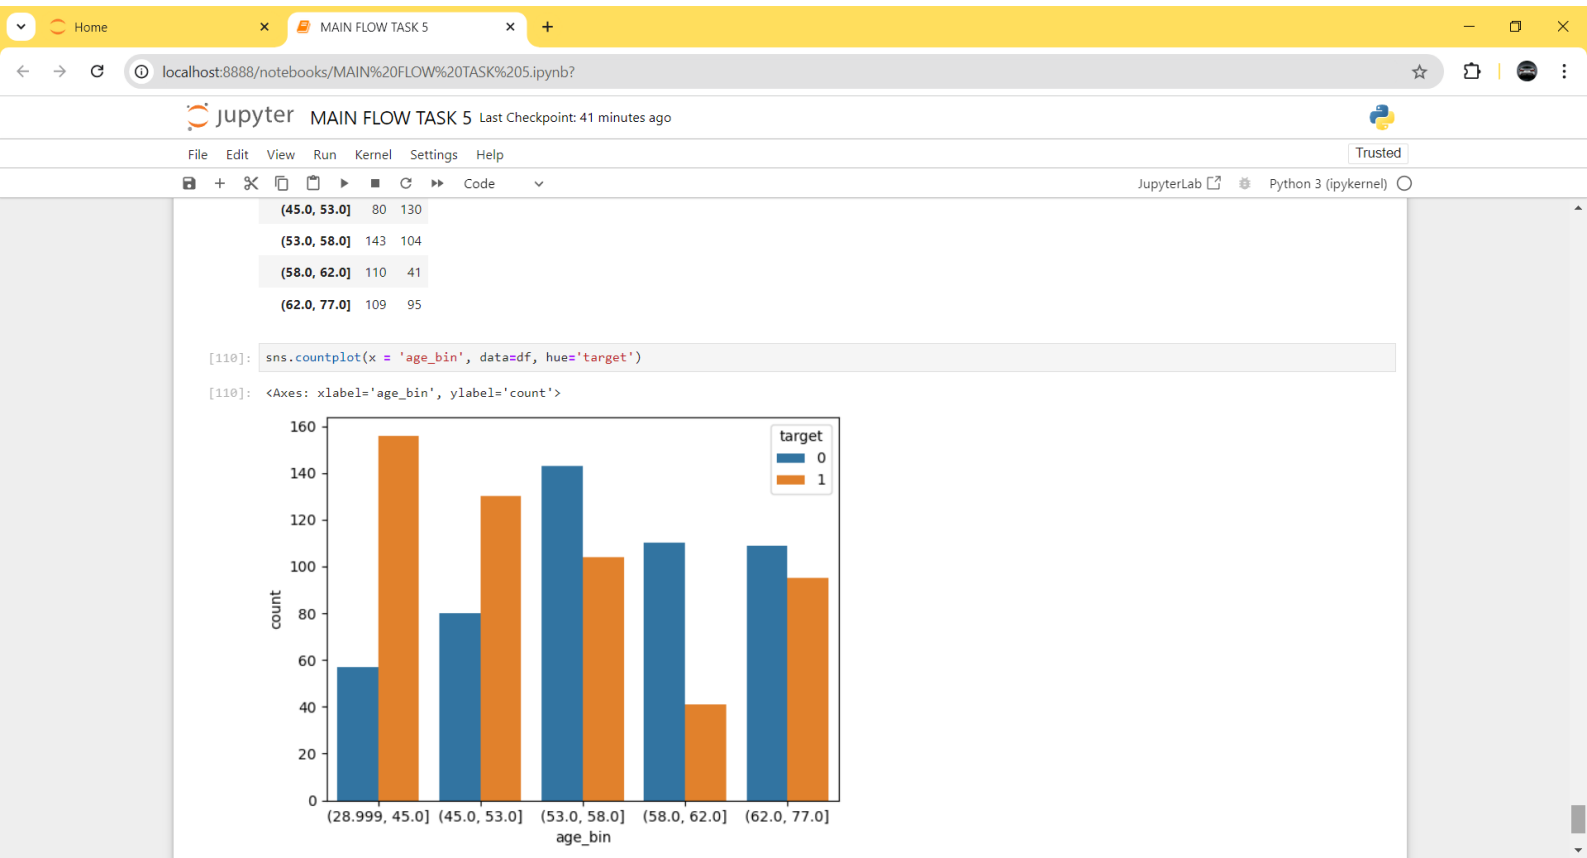 Home
MAIN FLOW TASK 5
localhost:8888/notebooks/MAIN%20FLOW%20TASK%205.ipynb?
jupyter MAIN FLOW TASK 5 Last Checkpoint: 41 minutes ago
File Edit View Run Kernel Settings Help Trusted
Code JupyterLab Python 3 (ipykernel)
(45.0, 53.0] 80 130
(53.0, 58.0] 143 104
(58.0, 62.0] 110 41
(62.0, 77.0] 109 95
[110]: sns.countplot(x = 'age_bin', data=df, hue='target')
[110]: <Axes: xlabel='age_bin', ylabel='count'>
target
0
1
160
140
120
100
80
60
40
20
0
count
(28.999, 45.0] (45.0, 53.0] (53.0, 58.0] (58.0, 62.0] (62.0, 77.0]
age_bin